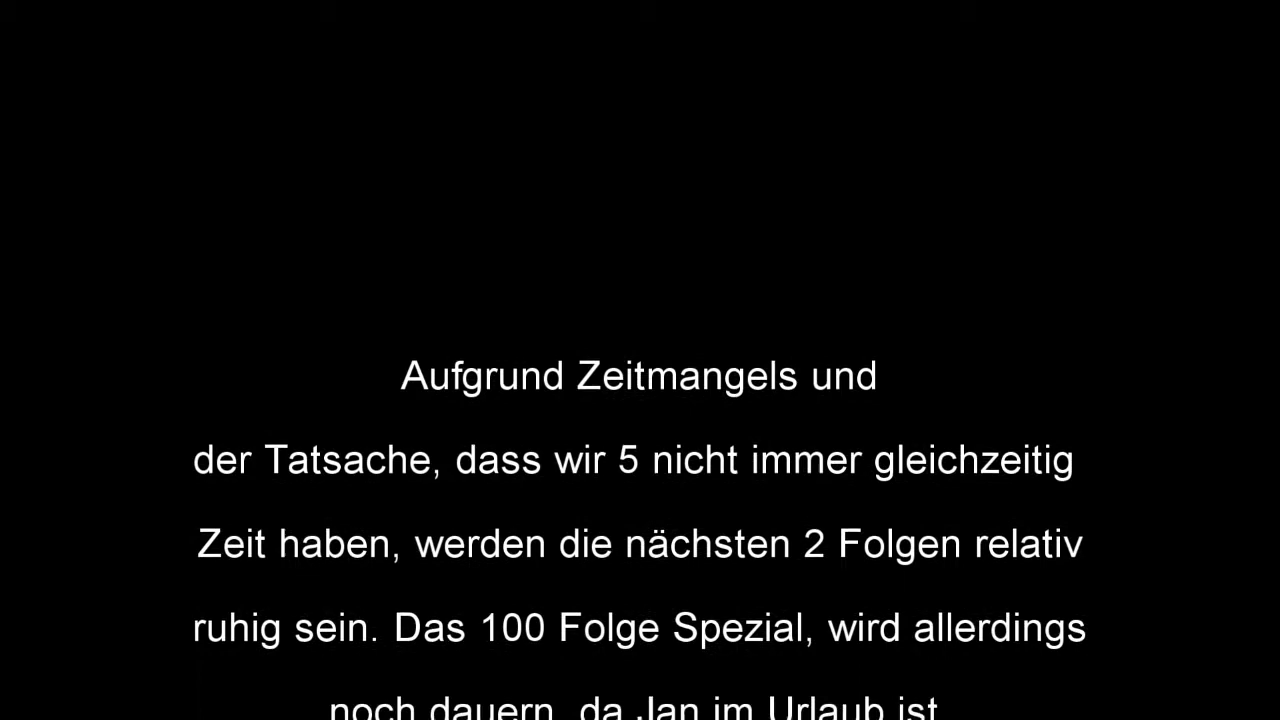 Aufgrund Zeitmangels und
der Tatsache, dass wir 5 nicht immer gleichzeitig
Zeit haben, werden die nächsten 2 Folgen relativ
ruhig sein. Das 100 Folge Spezial, wird allerdings
noch dauern, da Jan im Urlaub ist